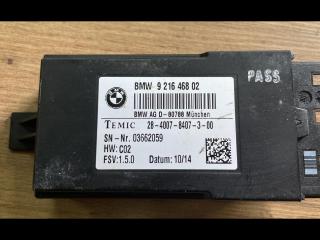 BMW
BMW 9 216 468 02
PASS
BMW AG D-80788 München
TEMIC 28-4007-8407-3-00
SN-Nr. 03662059
HW: C02
FSV:1.5.0 Datum: 10/14